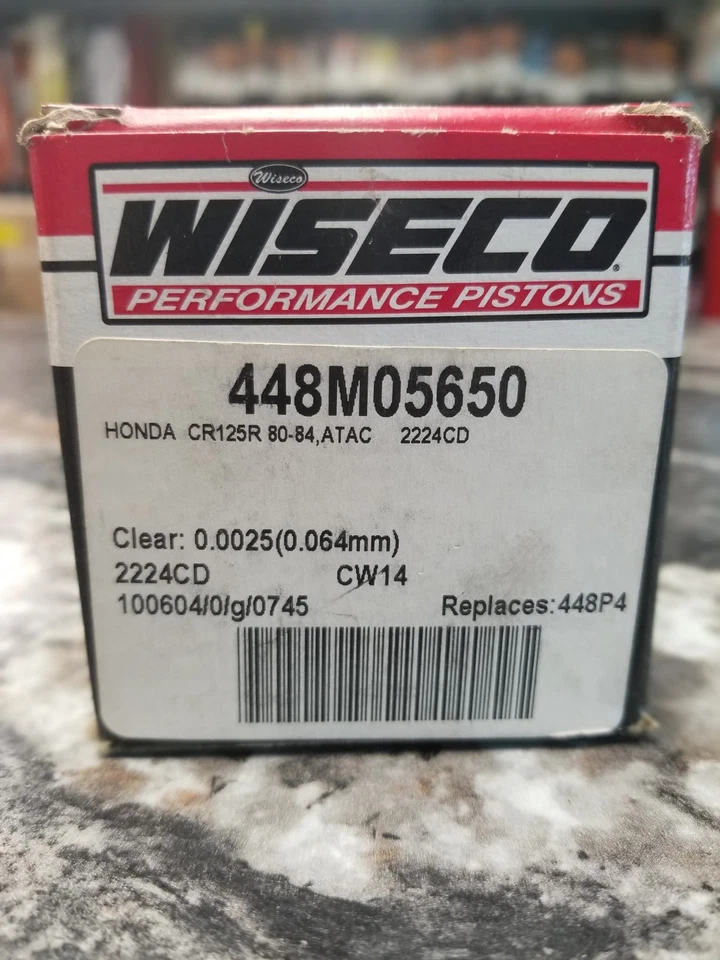 Wiseco
WISECO®
PERFORMANCE PISTONS
448M05650
HONDA CR125R 80-84,ATAC 2224CD
Clear: 0.0025(0.064mm)
2224CD CW14
100604/0/g/0745 Replaces: 448P4